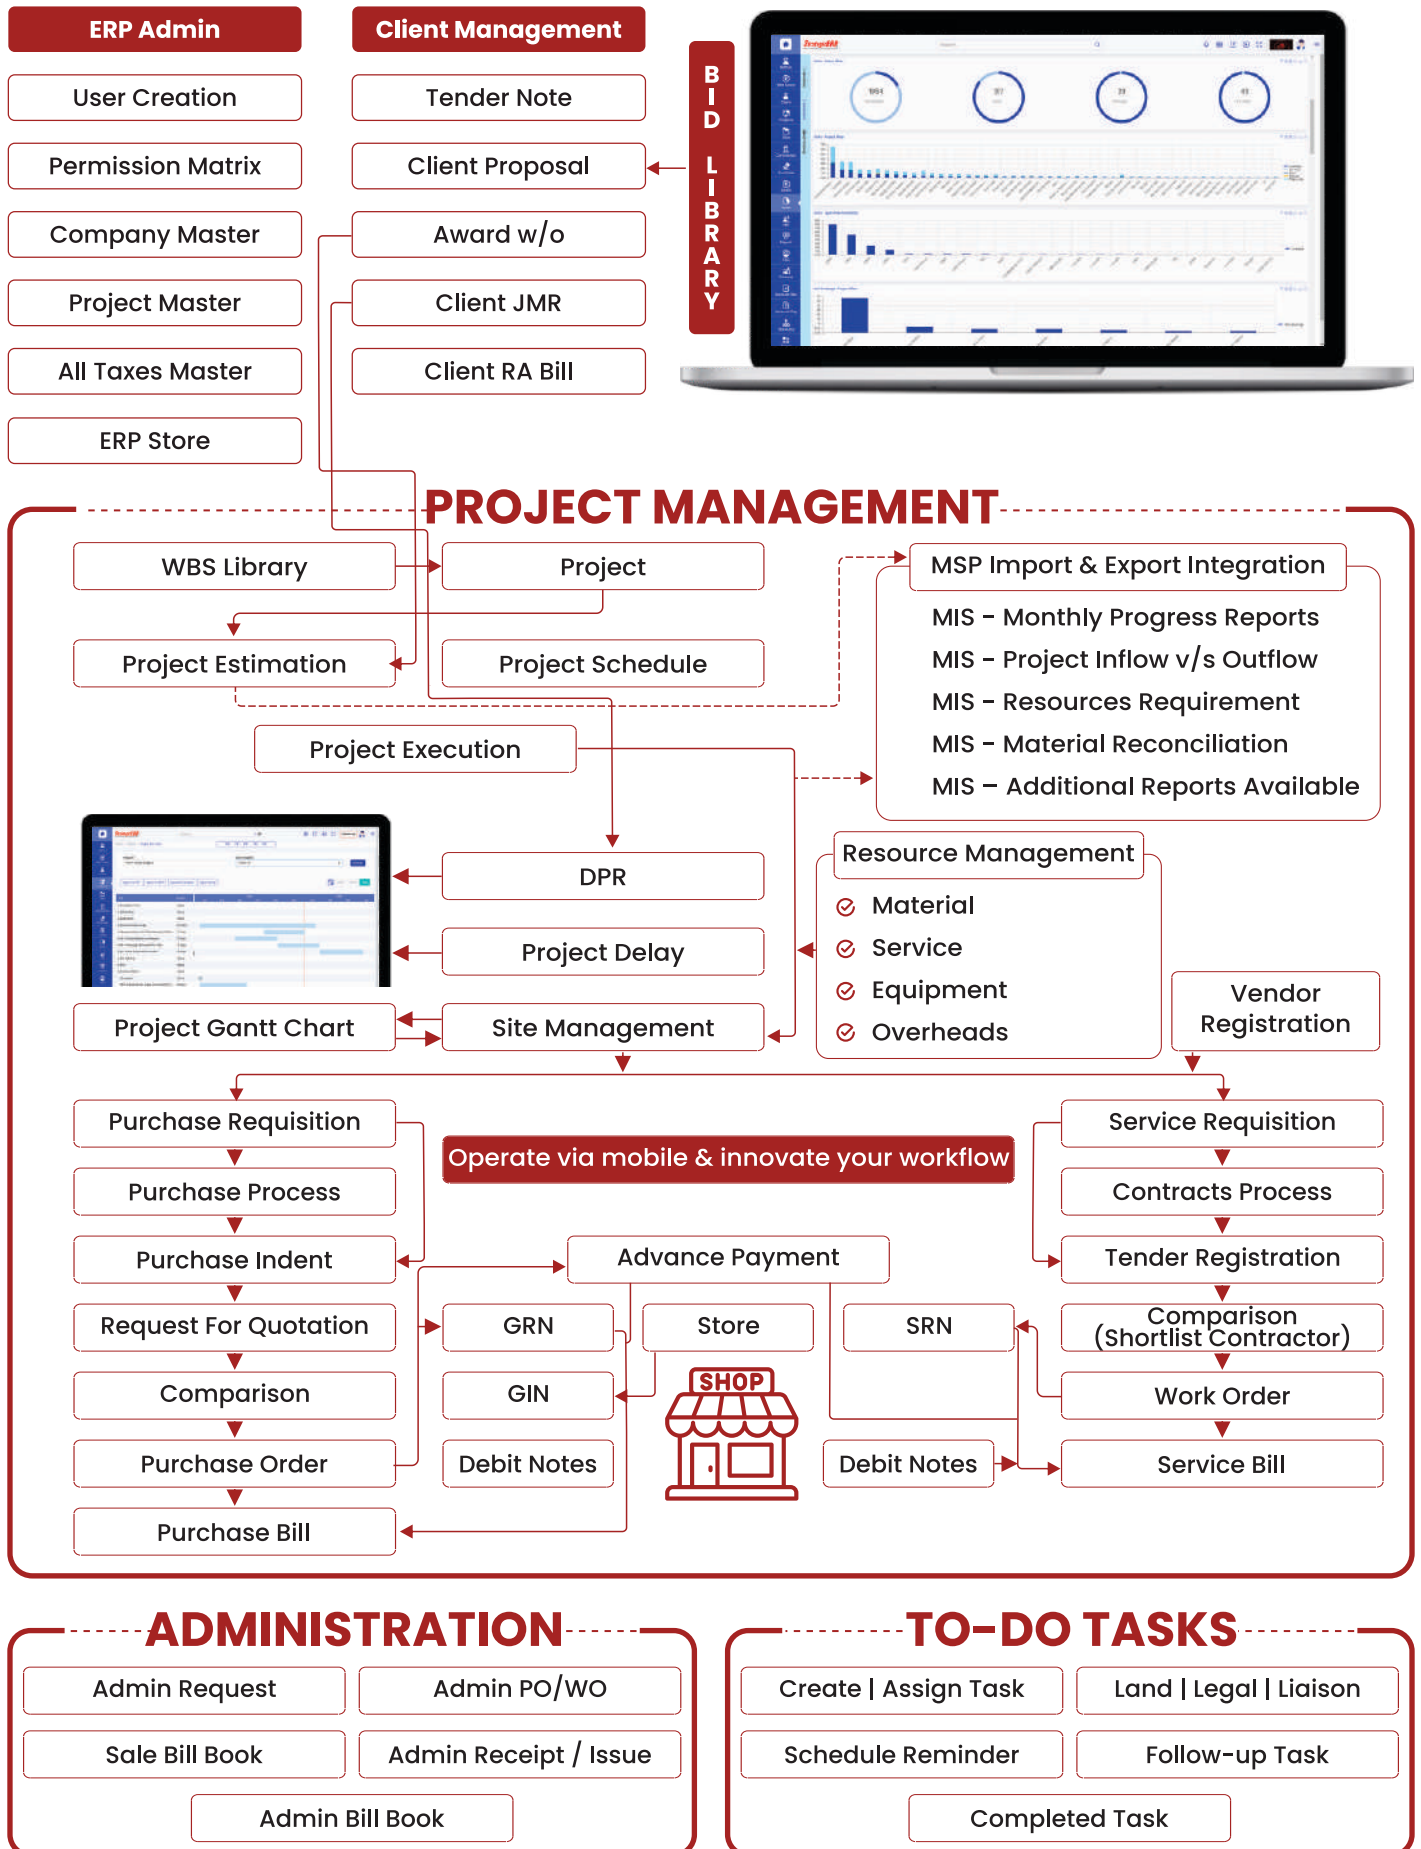 ERP Admin
User Creation
Permission Matrix
Company Master
Project Master
All Taxes Master
ERP Store
Client Management
Tender Note
Client Proposal
Award w/o
Client JMR
Client RA Bill
BID LIBRARY
PROJECT MANAGEMENT
WBS Library
Project
Project Estimation
Project Schedule
Project Execution
MSP Import & Export Integration
MIS - Monthly Progress Reports
MIS - Project Inflow v/s Outflow
MIS - Resources Requirement
MIS - Material Reconciliation
MIS – Additional Reports Available
DPR
Project Delay
Project Gantt Chart
Site Management
Resource Management
Material
Service
Equipment
Overheads
Vendor
Registration
Purchase Requisition
Purchase Process
Purchase Indent
Request For Quotation
Comparison
Purchase Order
Purchase Bill
Operate via mobile & innovate your workflow
Advance Payment
GRN
Store
SRN
GIN
SHOP
Debit Notes
Debit Notes
Service Requisition
Contracts Process
Tender Registration
Comparison
(Shortlist Contractor)
Work Order
Service Bill
ADMINISTRATION
Admin Request
Admin PO/WO
Sale Bill Book
Admin Receipt / Issue
Admin Bill Book
TO-DO TASKS
Create | Assign Task
Land | Legal | Liaison
Schedule Reminder
Follow-up Task
Completed Task